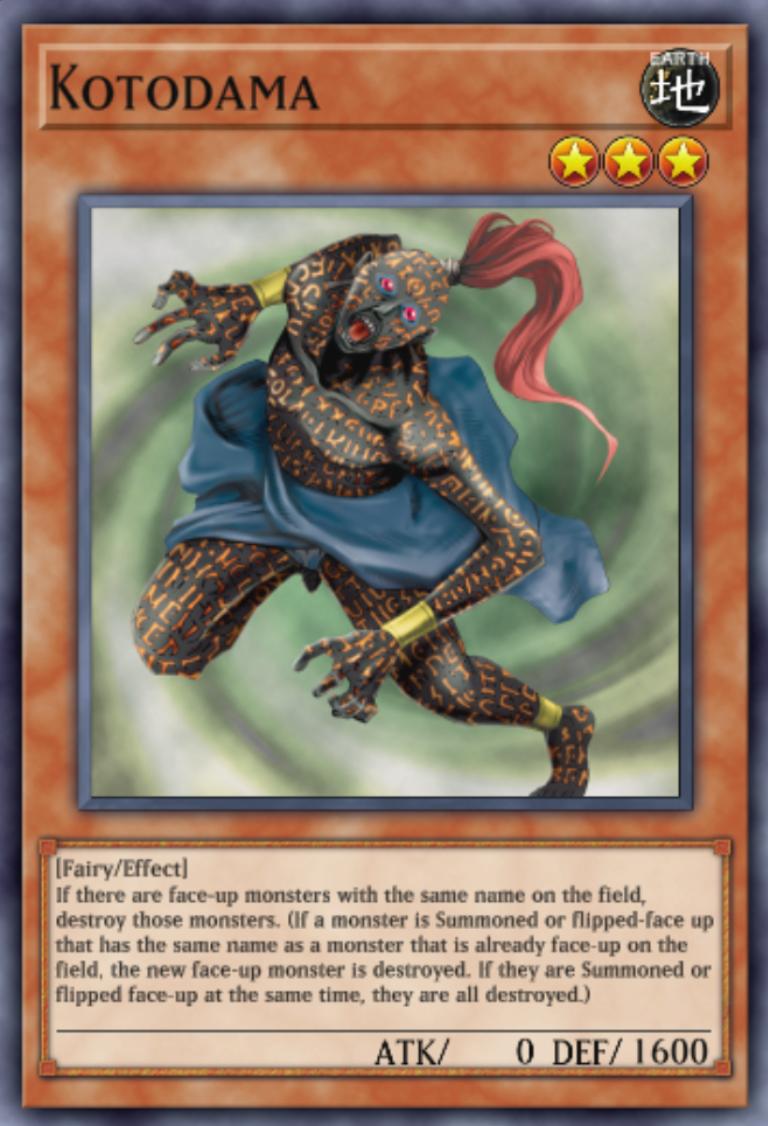 KOTODAMA
EARTH
地
[Fairy/Effect]
If there are face-up monsters with the same name on the field,
destroy those monsters. (If a monster is Summoned or flipped-face up
that has the same name as a monster that is already face-up on the
field, the new face-up monster is destroyed. If they are Summoned or
flipped face-up at the same time, they are all destroyed.)
ATK/ 0 DEF/ 1600